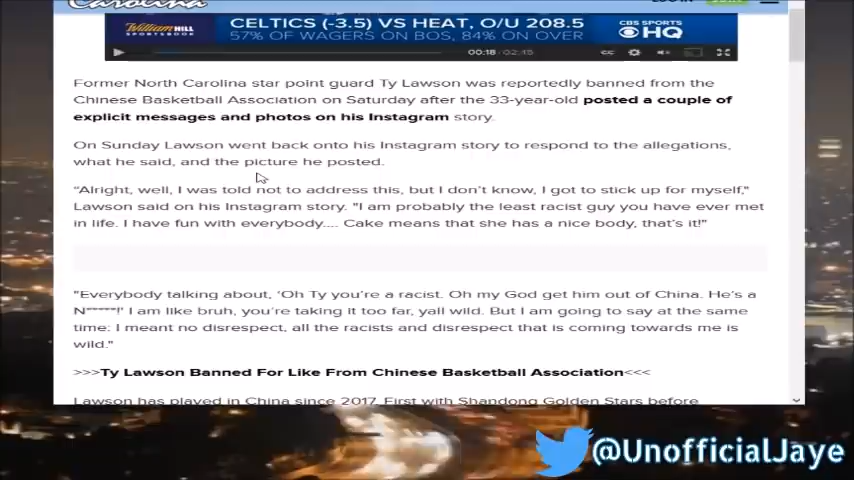 Carolina
William HILL
SPORTSBOOK
CELTICS (-3.5) VS HEAT, O/U 208.5
57% OF WAGERS ON BOS, 84% ON OVER
CBS SPORTS
HQ
00:18 / 02:45
CC
Former North Carolina star point guard Ty Lawson was reportedly banned from the
Chinese Basketball Association on Saturday after the 33-year-old posted a couple of
explicit messages and photos on his Instagram story.
On Sunday Lawson went back onto his Instagram story to respond to the allegations,
what he said, and the picture he posted.
"Alright, well, I was told not to address this, but I don't know, I got to stick up for myself,"
Lawson said on his Instagram story. "I am probably the least racist guy you have ever met
in life. I have fun with everybody.... Cake means that she has a nice body, that's it!"
"Everybody talking about, 'Oh Ty you're a racist. Oh my God get him out of China. He's a
N*****!' I am like bruh, you're taking it too far, yall wild. But I am going to say at the same
time: I meant no disrespect, all the racists and disrespect that is coming towards me is
wild."
>>>Ty Lawson Banned For Like From Chinese Basketball Association<<<
Lawson has played in China since 2017. First with Shandong Golden Stars before
@UnofficialJaye